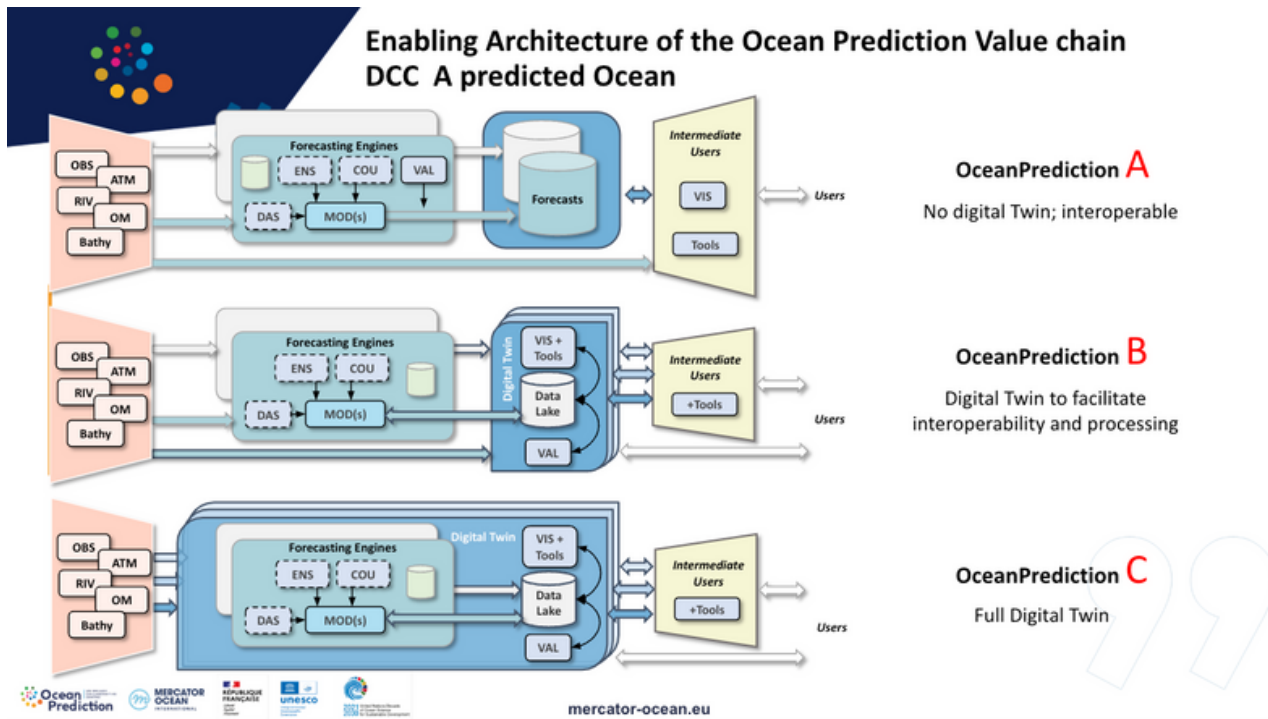 Enabling Architecture of the Ocean Prediction Value chain
DCC A predicted Ocean
OBS
ATM
RIV
OM
Bathy
Forecasting Engines
ENS
COU
VAL
DAS
MOD(s)
Forecasts
Intermediate
Users
VIS
Tools
Users
OceanPrediction A
No digital Twin; interoperable
OBS
ATM
RIV
OM
Bathy
Forecasting Engines
ENS
COU
DAS
MOD(s)
Digital Twin
VIS +
Tools
Data
Lake
VAL
Intermediate
Users
+Tools
Users
OceanPrediction B
Digital Twin to facilitate
interoperability and processing
OBS
ATM
RIV
OM
Bathy
Forecasting Engines
ENS
COU
DAS
MOD(s)
Digital Twin
VIS +
Tools
Data
Lake
VAL
Intermediate
Users
+Tools
Users
OceanPrediction C
Full Digital Twin
Ocean
Prediction
MERCATOR
OCEAN
INTERNATIONAL
RÉPUBLIQUE
FRANÇAISE
unesco
mercator-ocean.eu